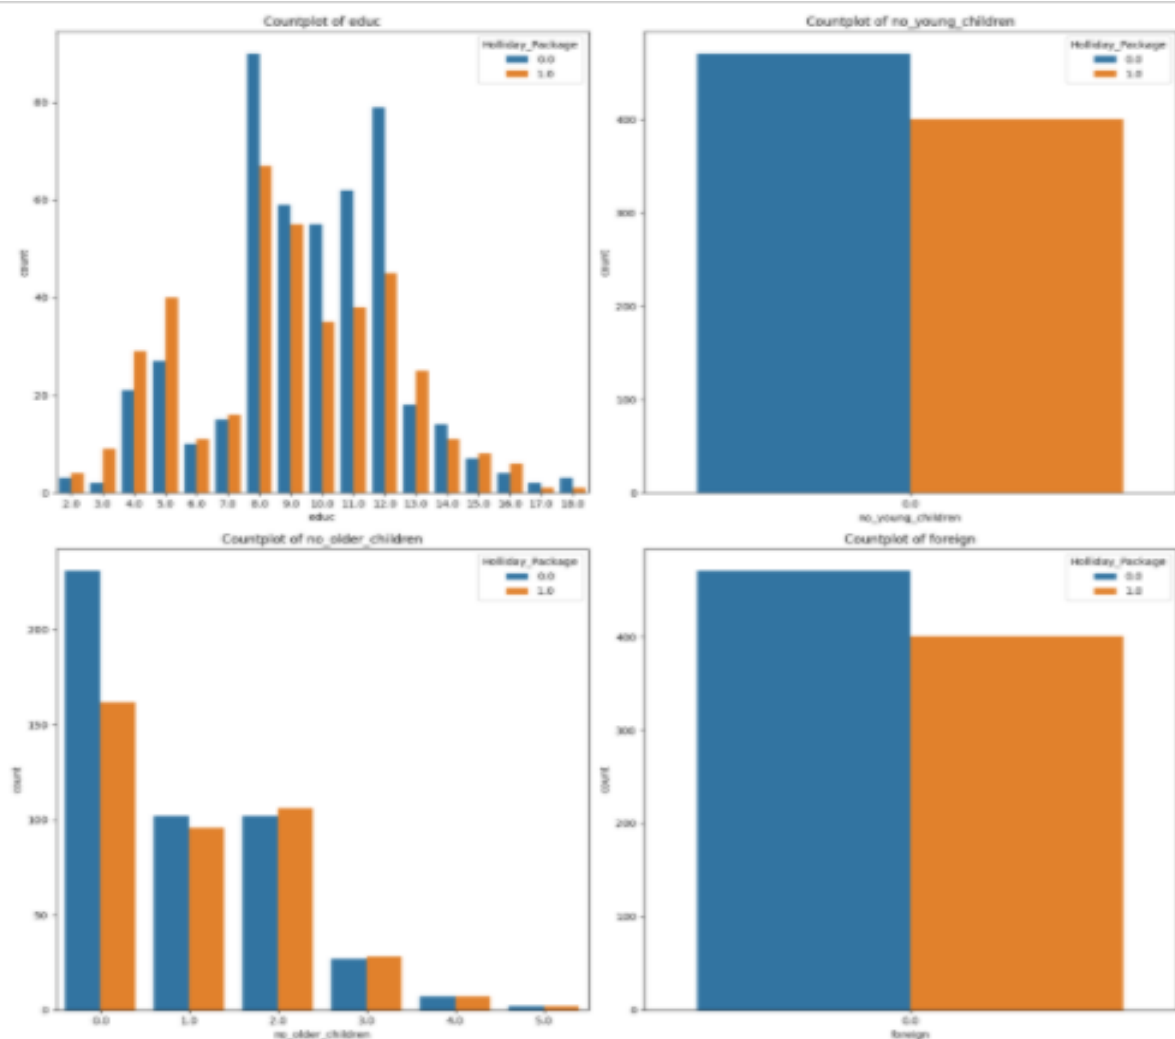 Countplot of educ
Holliday_Package
0.0
1.0
count
80
60
40
20
0
2.0 3.0 4.0 5.0 6.0 7.0 8.0 9.0 10.0 11.0 12.0 13.0 14.0 15.0 16.0 17.0 18.0
educ
Countplot of no_young_children
Holliday_Package
0.0
1.0
count
400
300
200
100
0
0.0
no_young_children
Countplot of no_older_children
Holliday_Package
0.0
1.0
count
200
150
100
50
0
0.0 1.0 2.0 3.0 4.0 5.0
no_older_children
Countplot of foreign
Holliday_Package
0.0
1.0
count
400
300
200
100
0
0.0
foreign